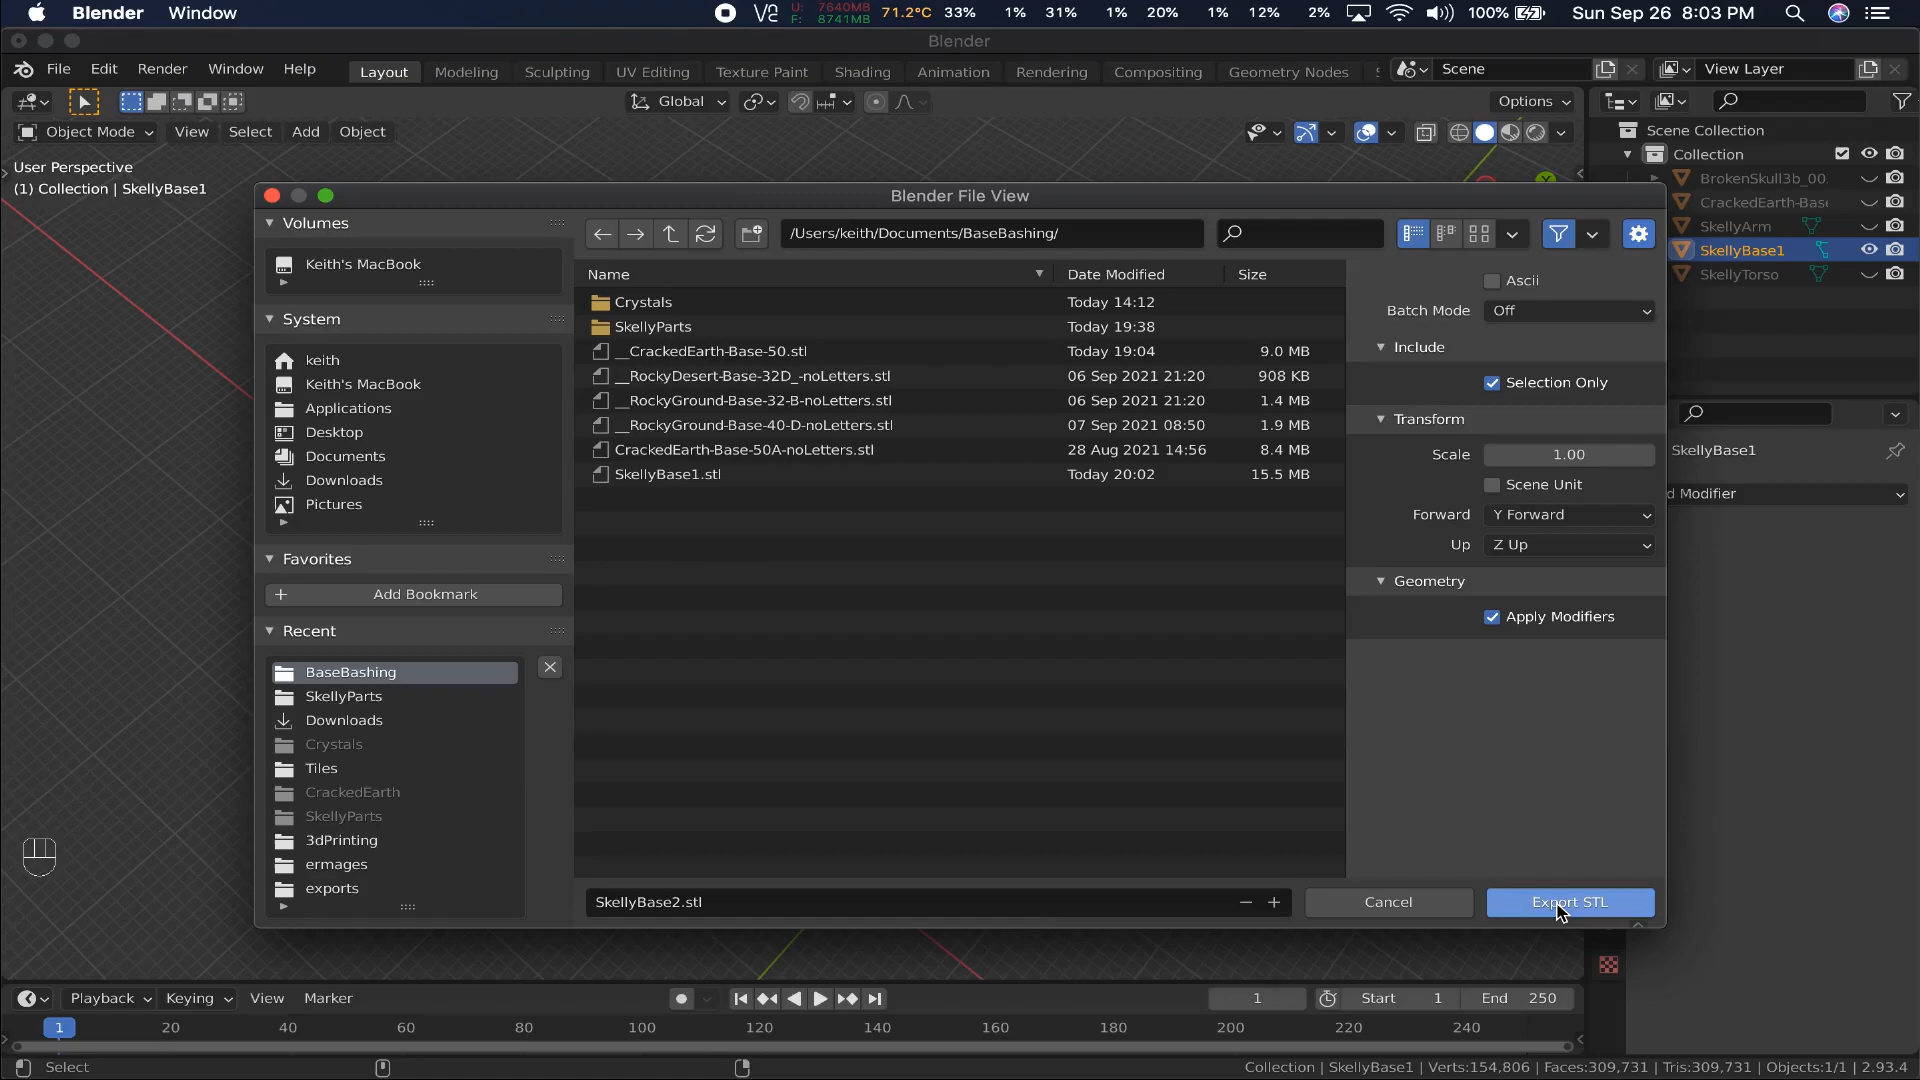 Blender Window
U: 7640MB
F: 8741MB
71.2°C 33% 1% 31% 1% 20% 1% 12% 2% 100% Sun Sep 26 8:03 PM
Blender
File Edit Render Window Help Layout Modeling Sculpting UV Editing Texture Paint Shading Animation Rendering Compositing Geometry Nodes Scene View Layer
Global Options
Object Mode View Select Add Object
User Perspective
(1) Collection | SkellyBase1
Scene Collection
Collection
BrokenSkull3b_00
CrackedEarth-Base
SkellyArm
SkellyBase1
SkellyTorso
SkellyBase1
d Modifier
Blender File View
Volumes
Keith's MacBook
System
keith
Keith's MacBook
Applications
Desktop
Documents
Downloads
Pictures
Favorites
Add Bookmark
Recent
BaseBashing
SkellyParts
Downloads
Crystals
Tiles
CrackedEarth
SkellyParts
3dPrinting
ermages
exports
/Users/keith/Documents/BaseBashing/
Name Date Modified Size
Crystals Today 14:12
SkellyParts Today 19:38
__CrackedEarth-Base-50.stl Today 19:04 9.0 MB
__RockyDesert-Base-32D_-noLetters.stl 06 Sep 2021 21:20 908 KB
__RockyGround-Base-32-B-noLetters.stl 06 Sep 2021 21:20 1.4 MB
__RockyGround-Base-40-D-noLetters.stl 07 Sep 2021 08:50 1.9 MB
CrackedEarth-Base-50A-noLetters.stl 28 Aug 2021 14:56 8.4 MB
SkellyBase1.stl Today 20:02 15.5 MB
Ascii
Batch Mode Off
Include
Selection Only
Transform
Scale 1.00
Scene Unit
Forward Y Forward
Up Z Up
Geometry
Apply Modifiers
SkellyBase2.stl Cancel Export STL
Playback Keying View Marker 1 Start 1 End 250
1 20 40 60 80 100 120 140 160 180 200 220 240
Select Collection | SkellyBase1 | Verts:154,806 | Faces:309,731 | Tris:309,731 | Objects:1/1 | 2.93.4